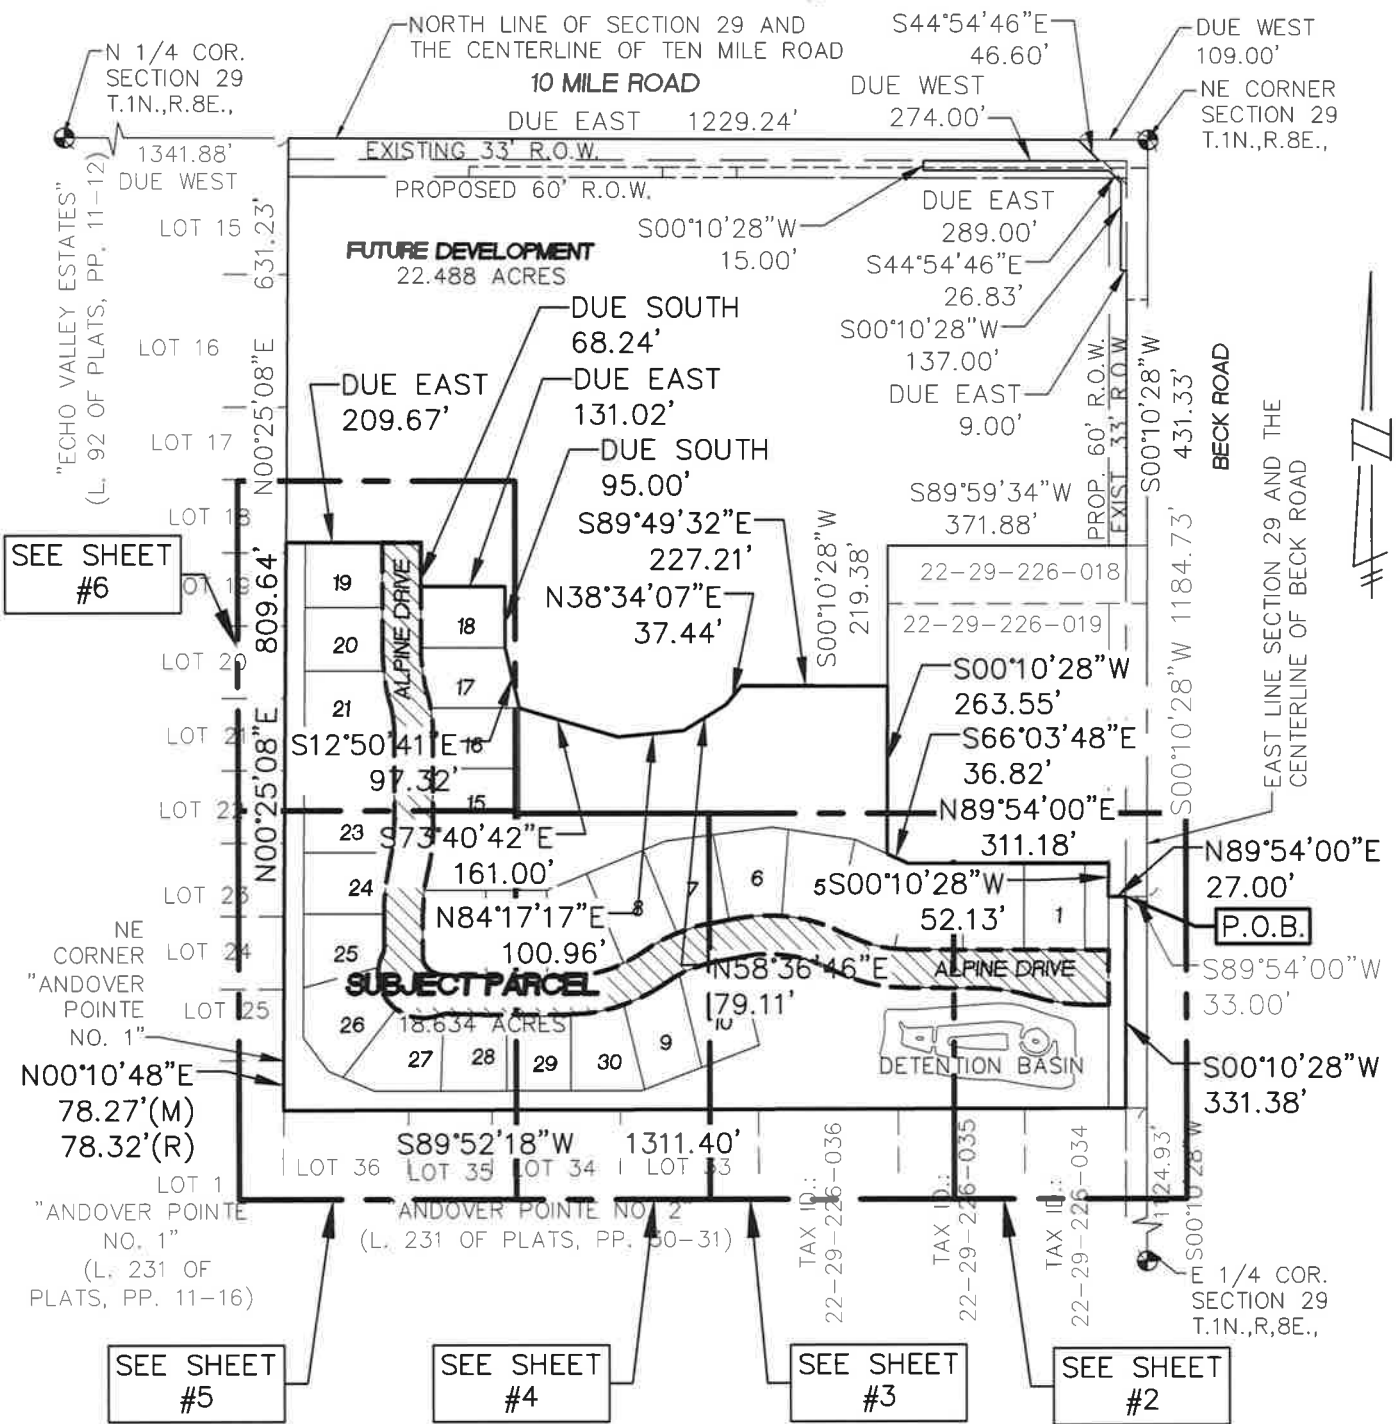 NORTH LINE OF SECTION 29 AND
THE CENTERLINE OF TEN MILE ROAD
10 MILE ROAD
DUE EAST 1229.24'
N 1/4 COR.
SECTION 29
T.1N.,R.8E.,
S44°54'46"E
46.60'
DUE WEST
109.00'
DUE WEST
274.00'
NE CORNER
SECTION 29
T.1N.,R.8E.,
1341.88'
DUE WEST
EXISTING 33' R.O.W.
PROPOSED 60' R.O.W.
"ECHO VALLEY ESTATES"
(L. 92 OF PLATS, PP. 11-12)
LOT 15
LOT 16
LOT 17
LOT 18
LOT 20
LOT 21
LOT 22
LOT 23
LOT 24
LOT 25
N00°25'08"E 631.23'
FUTURE DEVELOPMENT
22.488 ACRES
S00°10'28"W
15.00'
DUE EAST
289.00'
S44°54'46"E
26.83'
S00°10'28"W
137.00'
DUE EAST
9.00'
PROP. 60' R.O.W.
EXIST. 33' R.O.W
S00°10'28"W
431.33'
BECK ROAD
DUE SOUTH
68.24'
DUE EAST
209.67'
DUE EAST
131.02'
DUE SOUTH
95.00'
S89°49'32"E
227.21'
N38°34'07"E
37.44'
S00°10'28"W
219.38'
S89°59'34"W
371.88'
22-29-226-018
22-29-226-019
S00°10'28"W 1184.73'
EAST LINE SECTION 29 AND THE
CENTERLINE OF BECK ROAD
SEE SHEET
#6
N00°25'08"E 809.64'
19
20
21
23
24
25
26
27
28
29
30
9
8
7
6
5
1
18
17
16
15
10
ALPINE DRIVE
S12°50'41"E
97.32'
S73°40'42"E
161.00'
N84°17'17"E
100.96'
N58°36'46"E
79.11'
S00°10'28"W
263.55'
S66°03'48"E
36.82'
N89°54'00"E
311.18'
S00°10'28"W
52.13'
N89°54'00"E
27.00'
P.O.B.
S89°54'00"W
33.00'
ALPINE DRIVE
SUBJECT PARCEL
18.634 ACRES
DETENTION BASIN
S00°10'28"W
331.38'
NE
CORNER
"ANDOVER
POINTE
NO. 1"
N00°10'48"E
78.27'(M)
78.32'(R)
S89°52'18"W 1311.40'
LOT 36
LOT 35
LOT 34
LOT 33
LOT 1
"ANDOVER POINTE
NO. 1"
(L. 231 OF
PLATS, PP. 11-16)
"ANDOVER POINTE NO. 2"
(L. 231 OF PLATS, PP. 30-31)
TAX ID.:
22-29-226-036
TAX ID.:
22-29-226-035
TAX ID.:
22-29-226-034
1124.93'
S00°10'28"W
E 1/4 COR.
SECTION 29
T.1N.,R,8E.,
SEE SHEET
#5
SEE SHEET
#4
SEE SHEET
#3
SEE SHEET
#2